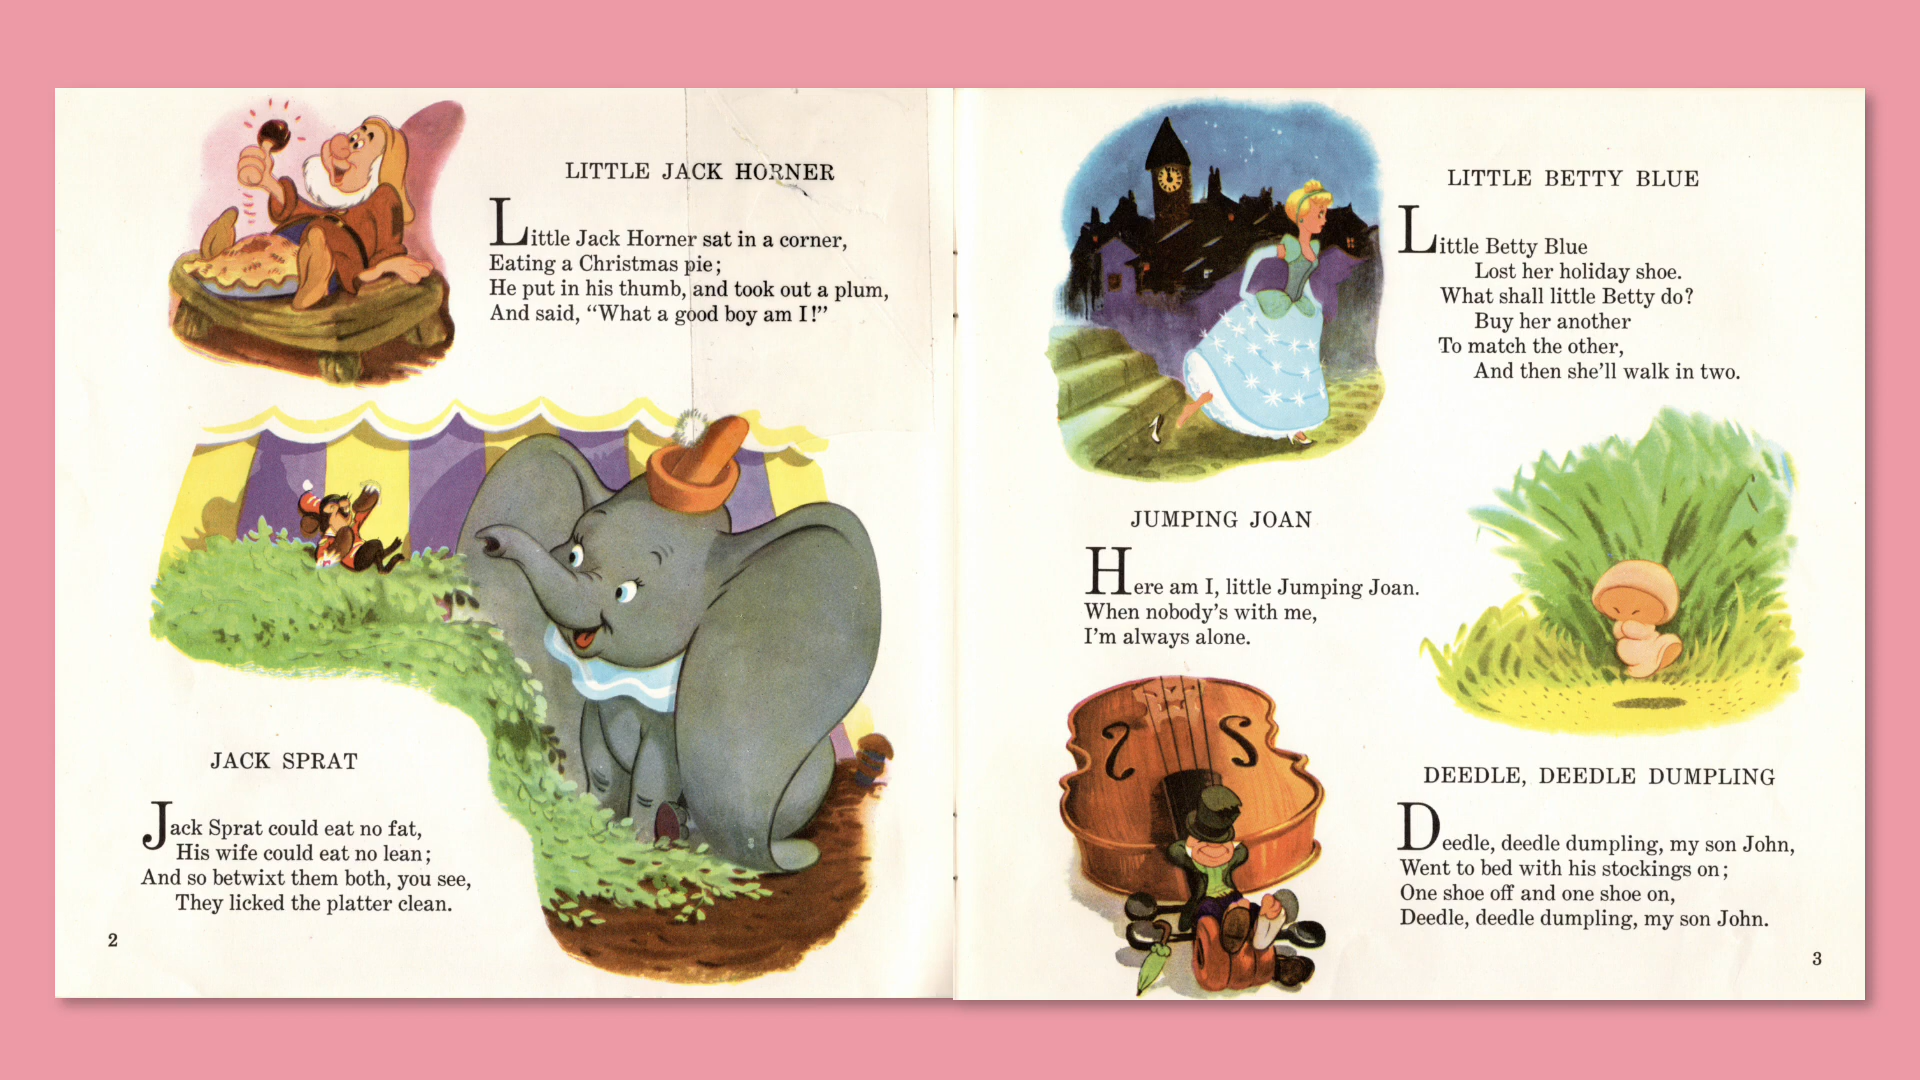 LITTLE JACK HORNER
Little Jack Horner sat in a corner,
Eating a Christmas pie;
He put in his thumb, and took out a plum,
And said, “What a good boy am I!”
JACK SPRAT
Jack Sprat could eat no fat,
His wife could eat no lean;
And so betwixt them both, you see,
They licked the platter clean.
2
LITTLE BETTY BLUE
Little Betty Blue
Lost her holiday shoe.
What shall little Betty do?
Buy her another
To match the other,
And then she’ll walk in two.
JUMPING JOAN
Here am I, little Jumping Joan.
When nobody’s with me,
I’m always alone.
DEEDLE, DEEDLE DUMPLING
Deedle, deedle dumpling, my son John,
Went to bed with his stockings on;
One shoe off and one shoe on,
Deedle, deedle dumpling, my son John.
3